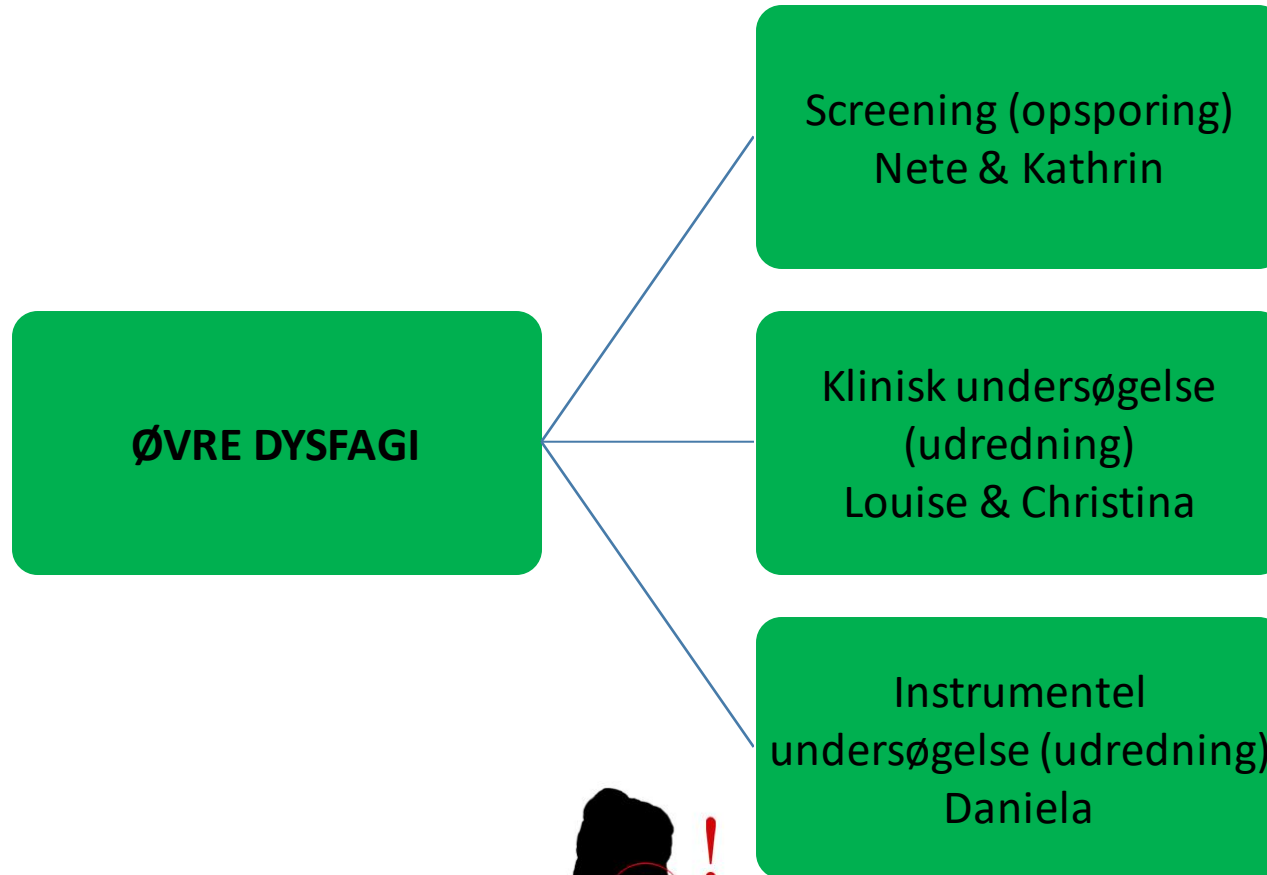 ØVRE DYSFAGI
Screening (opsporing)
Nete & Kathrin
Klinisk undersøgelse
(udredning)
Louise & Christina
Instrumentel
undersøgelse (udredning)
Daniela
!